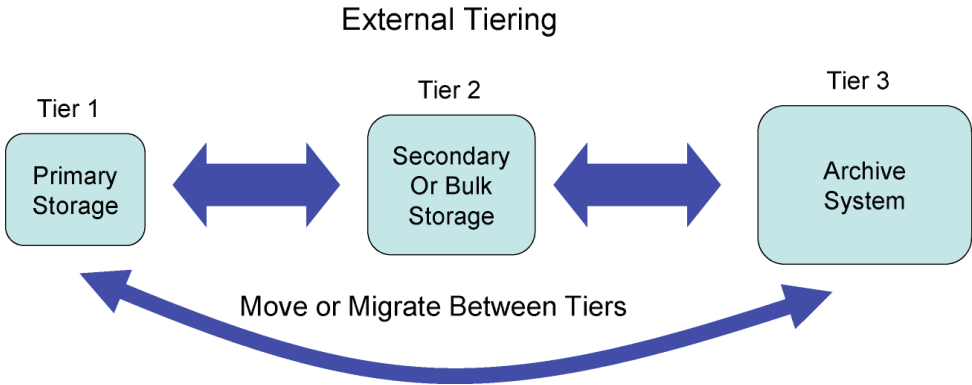 External Tiering
Tier 1
Tier 2
Tier 3
Primary
Storage
Secondary
Or Bulk
Storage
Archive
System
Move or Migrate Between Tiers